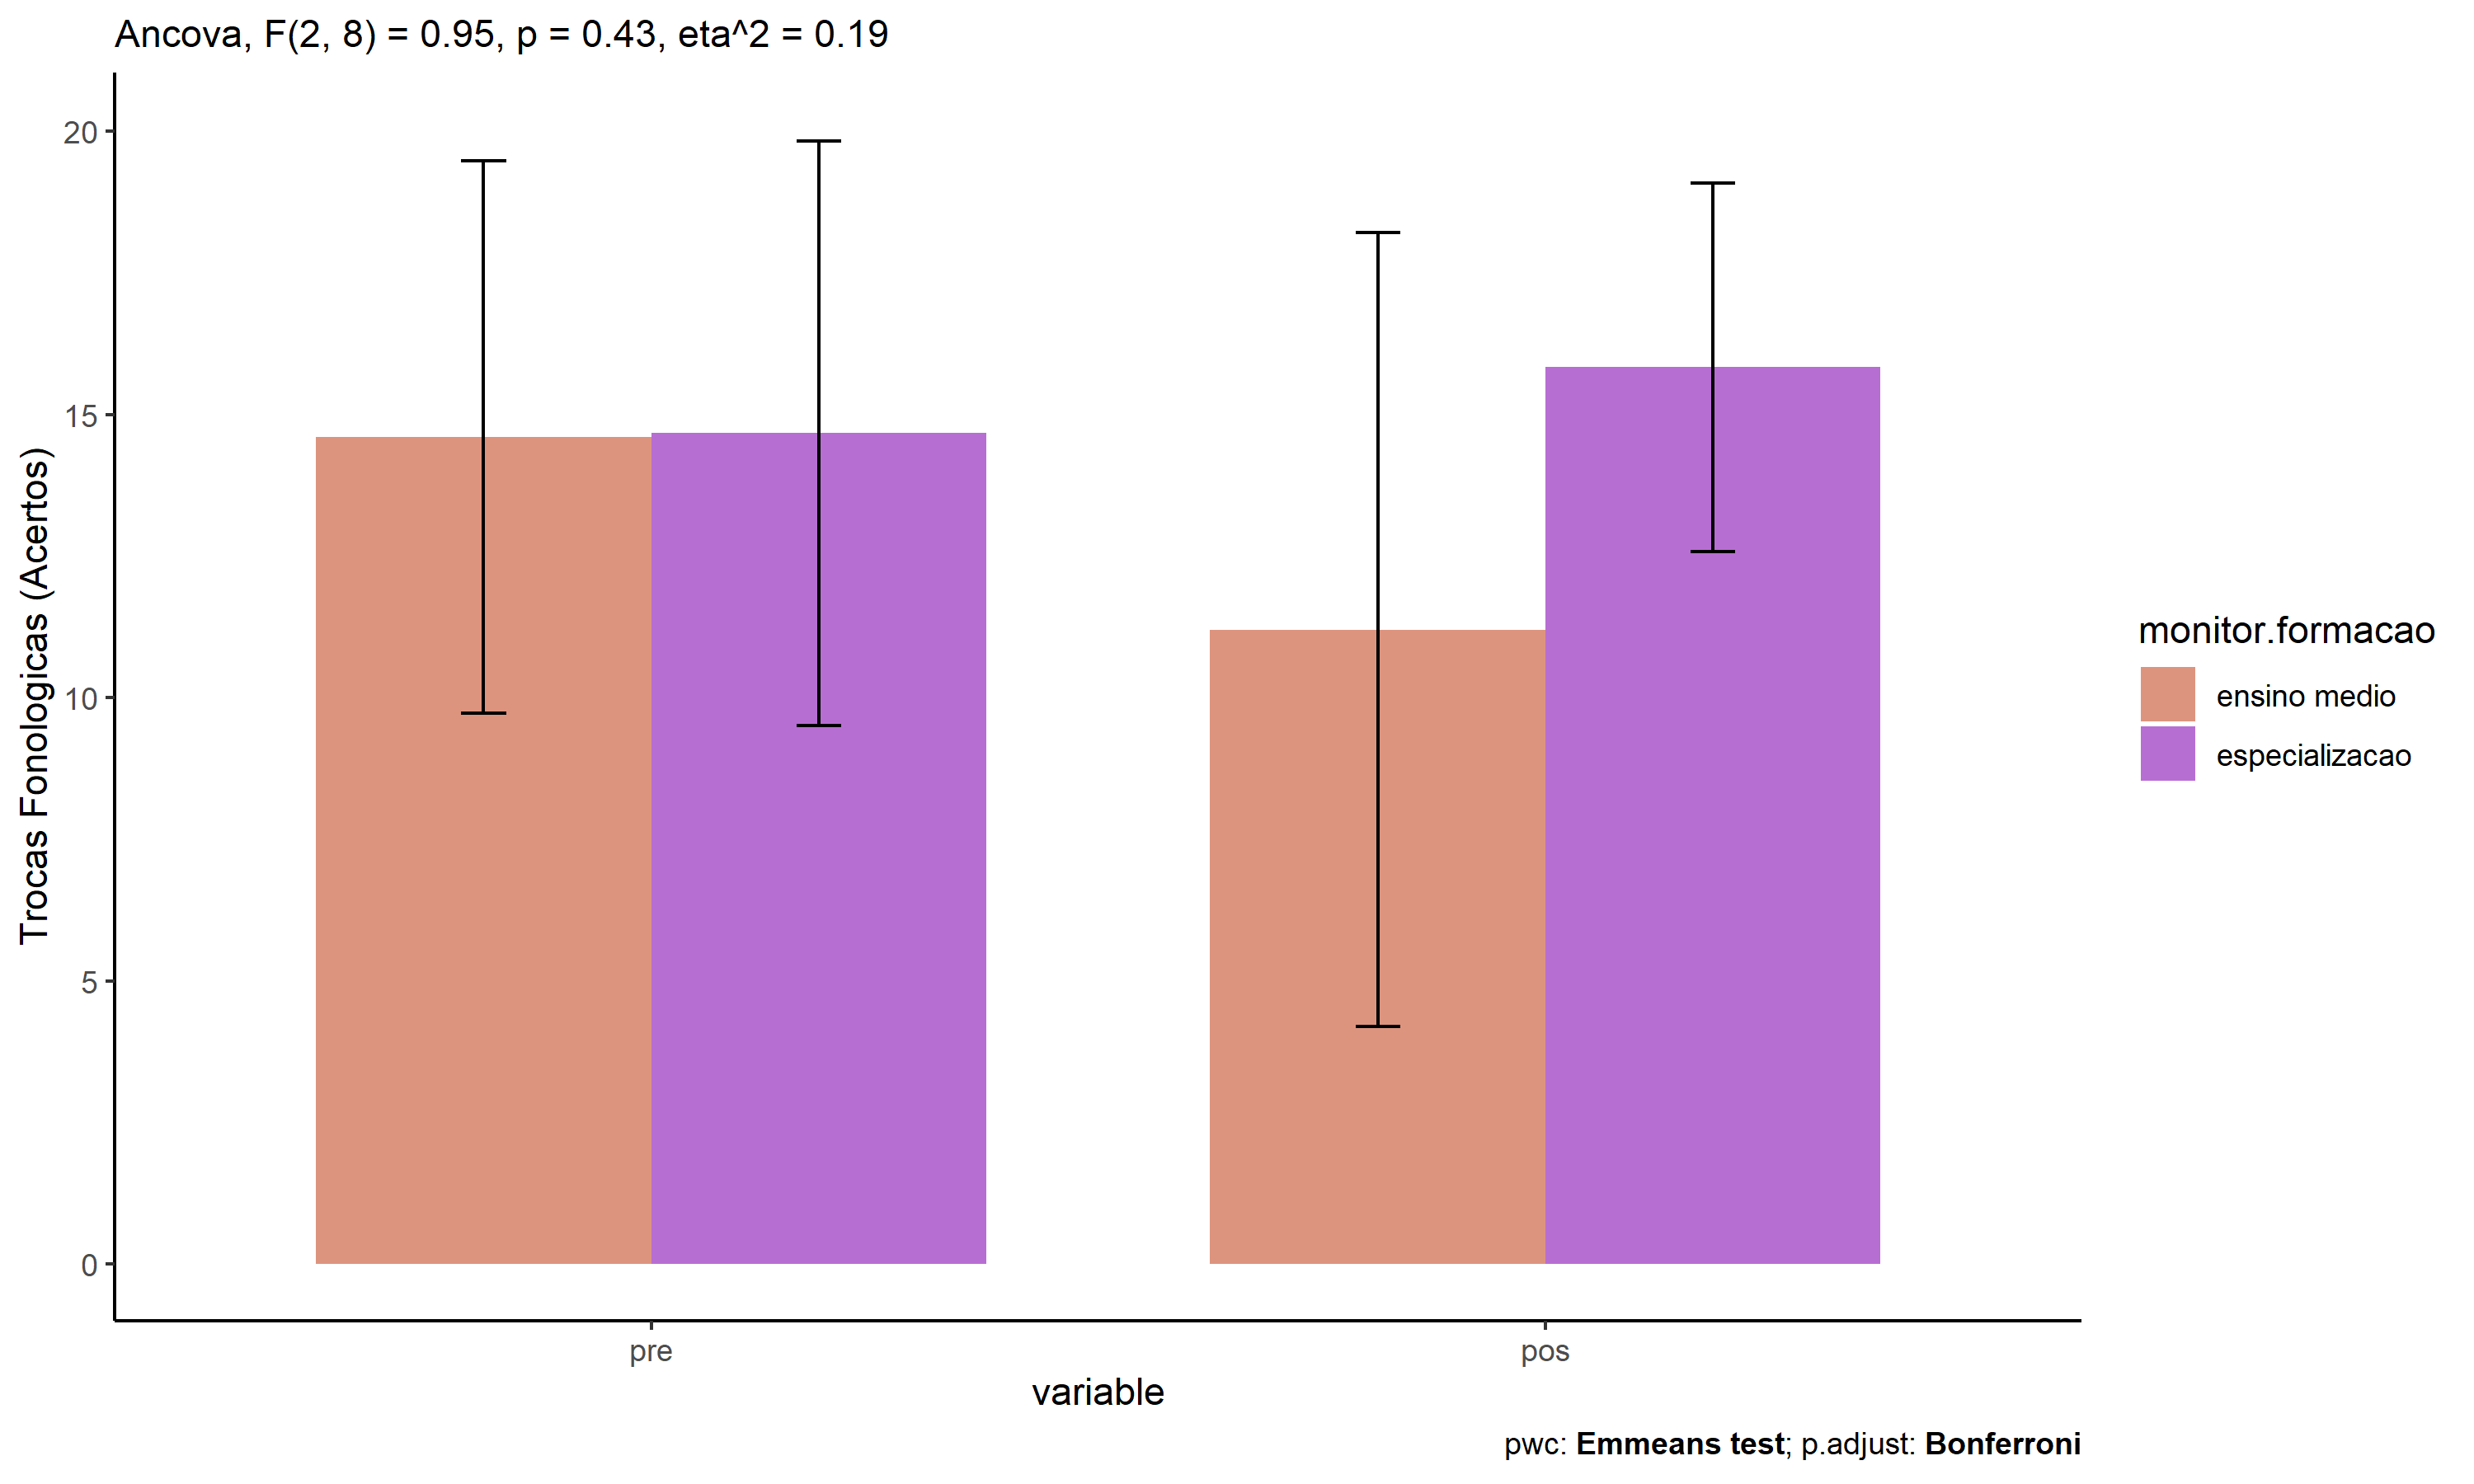 Ancova, F(2, 8) = 0.95, p = 0.43, eta^2 = 0.19
Trocas Fonologicas (Acertos)
20
15
10
5
0
pre
pos
variable
monitor.formacao
ensino medio
especializacao
pwc: Emmeans test; p.adjust: Bonferroni